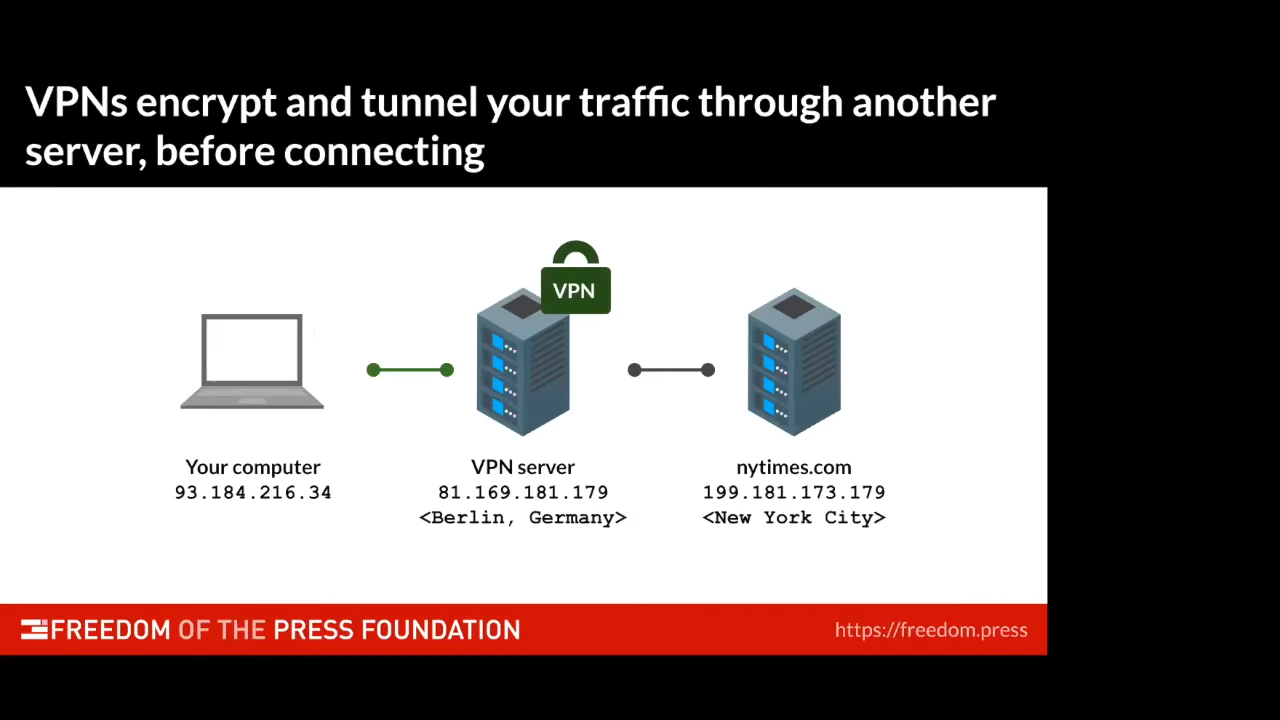 VPNs encrypt and tunnel your traffic through another
server, before connecting
VPN
Your computer
93.184.216.34
VPN server
81.169.181.179
<Berlin, Germany>
nytimes.com
199.181.173.179
<New York City>
FREEDOM OF THE PRESS FOUNDATION
https://freedom.press